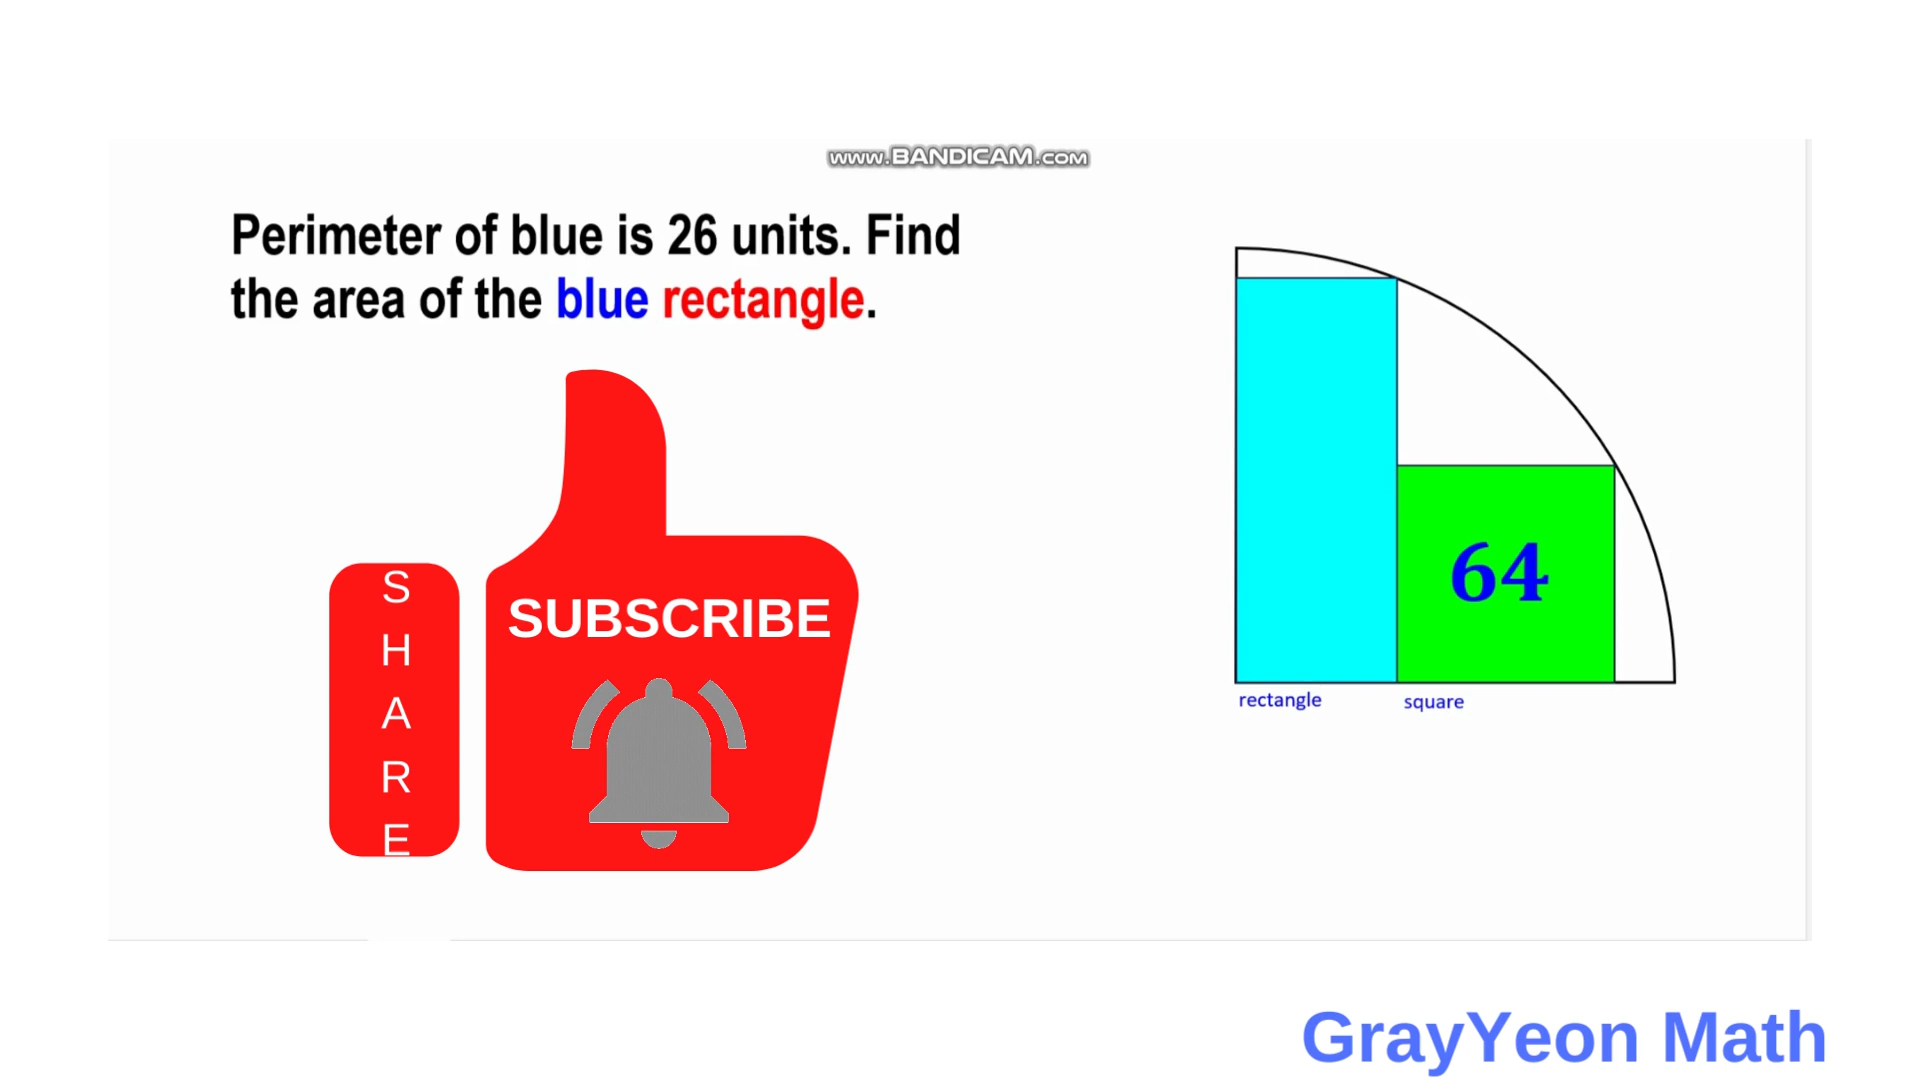 www.BANDICAM.com
Perimeter of blue is 26 units. Find
the area of the blue rectangle.
S
H
A
R
E
SUBSCRIBE
64
rectangle
square
GrayYeon Math